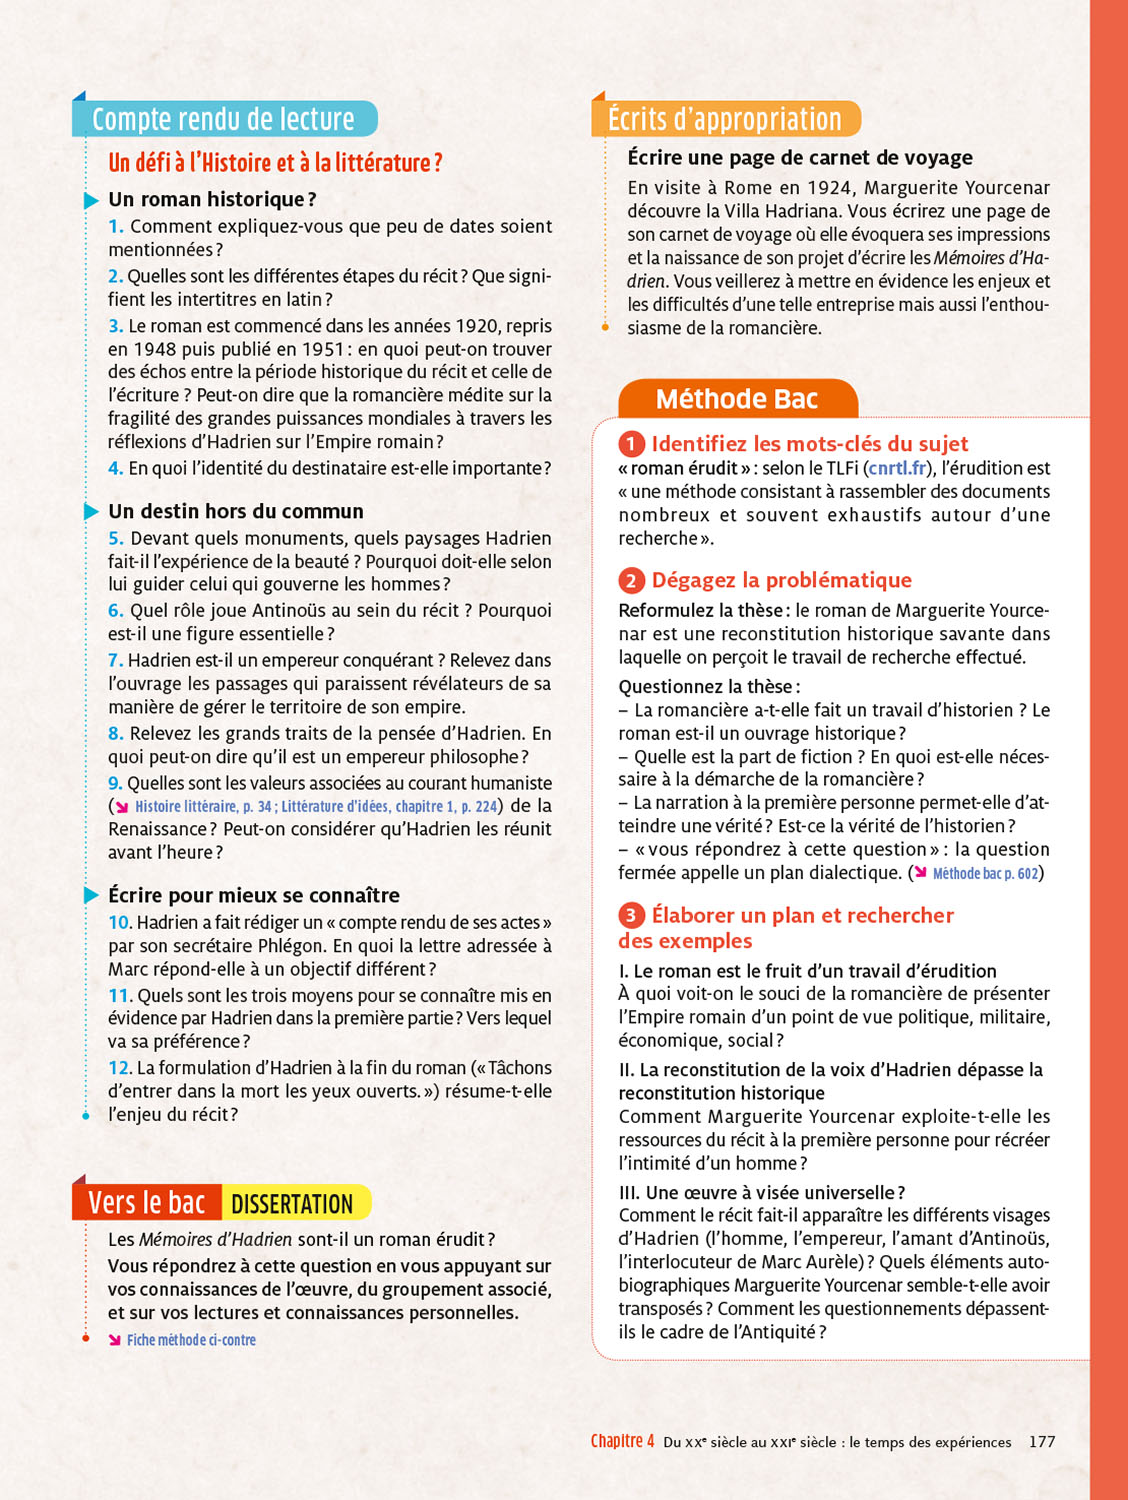 Compte rendu de lecture
Un défi à l'Histoire et à la littérature ?
Un roman historique ?
1. Comment expliquez-vous que peu de dates soient
mentionnées ?
2. Quelles sont les différentes étapes du récit ? Que signi-
fient les intertitres en latin ?
3. Le roman est commencé dans les années 1920, repris
en 1948 puis publié en 1951 : en quoi peut-on trouver
des échos entre la période historique du récit et celle de
l'écriture ? Peut-on dire que la romancière médite sur la
fragilité des grandes puissances mondiales à travers les
réflexions d'Hadrien sur l'Empire romain ?
4. En quoi l'identité du destinataire est-elle importante ?
Un destin hors du commun
5. Devant quels monuments, quels paysages Hadrien
fait-il l'expérience de la beauté ? Pourquoi doit-elle selon
lui guider celui qui gouverne les hommes ?
6. Quel rôle joue Antinoüs au sein du récit ? Pourquoi
est-il une figure essentielle ?
7. Hadrien est-il un empereur conquérant ? Relevez dans
l'ouvrage les passages qui paraissent révélateurs de sa
manière de gérer le territoire de son empire.
8. Relevez les grands traits de la pensée d'Hadrien. En
quoi peut-on dire qu'il est un empereur philosophe ?
9. Quelles sont les valeurs associées au courant humaniste
(↘ Histoire littéraire, p. 34 ; Littérature d'idées, chapitre 1, p. 224) de la
Renaissance ? Peut-on considérer qu'Hadrien les réunit
avant l'heure ?
Écrire pour mieux se connaître
10. Hadrien a fait rédiger un « compte rendu de ses actes »
par son secrétaire Phlégon. En quoi la lettre adressée à
Marc répond-elle à un objectif différent ?
11. Quels sont les trois moyens pour se connaître mis en
évidence par Hadrien dans la première partie ? Vers lequel
va sa préférence ?
12. La formulation d'Hadrien à la fin du roman (« Tâchons
d'entrer dans la mort les yeux ouverts. ») résume-t-elle
l'enjeu du récit ?
Vers le bac DISSERTATION
Les Mémoires d'Hadrien sont-il un roman érudit ?
Vous répondrez à cette question en vous appuyant sur
vos connaissances de l'œuvre, du groupement associé,
et sur vos lectures et connaissances personnelles.
↘ Fiche méthode ci-contre
Écrits d'appropriation
Écrire une page de carnet de voyage
En visite à Rome en 1924, Marguerite Yourcenar
découvre la Villa Hadriana. Vous écrirez une page de
son carnet de voyage où elle évoquera ses impressions
et la naissance de son projet d'écrire les Mémoires d'Ha-
drien. Vous veillerez à mettre en évidence les enjeux et
les difficultés d'une telle entreprise mais aussi l'enthou-
siasme de la romancière.
Méthode Bac
1 Identifiez les mots-clés du sujet
« roman érudit » : selon le TLFi (cnrtl.fr), l'érudition est
« une méthode consistant à rassembler des documents
nombreux et souvent exhaustifs autour d'une
recherche ».
2 Dégagez la problématique
Reformulez la thèse : le roman de Marguerite Yource-
nar est une reconstitution historique savante dans
laquelle on perçoit le travail de recherche effectué.
Questionnez la thèse :
– La romancière a-t-elle fait un travail d'historien ? Le
roman est-il un ouvrage historique ?
– Quelle est la part de fiction ? En quoi est-elle néces-
saire à la démarche de la romancière ?
– La narration à la première personne permet-elle d'at-
teindre une vérité ? Est-ce la vérité de l'historien ?
– « vous répondrez à cette question » : la question
fermée appelle un plan dialectique. (↘ Méthode bac p. 602)
3 Élaborer un plan et rechercher
des exemples
I. Le roman est le fruit d'un travail d'érudition
À quoi voit-on le souci de la romancière de présenter
l'Empire romain d'un point de vue politique, militaire,
économique, social ?
II. La reconstitution de la voix d'Hadrien dépasse la
reconstitution historique
Comment Marguerite Yourcenar exploite-t-elle les
ressources du récit à la première personne pour récréer
l'intimité d'un homme ?
III. Une œuvre à visée universelle ?
Comment le récit fait-il apparaître les différents visages
d'Hadrien (l'homme, l'empereur, l'amant d'Antinoüs,
l'interlocuteur de Marc Aurèle) ? Quels éléments auto-
biographiques Marguerite Yourcenar semble-t-elle avoir
transposés ? Comment les questionnements dépassent-
ils le cadre de l'Antiquité ?
Chapitre 4 Du XXe siècle au XXIe siècle : le temps des expériences 177